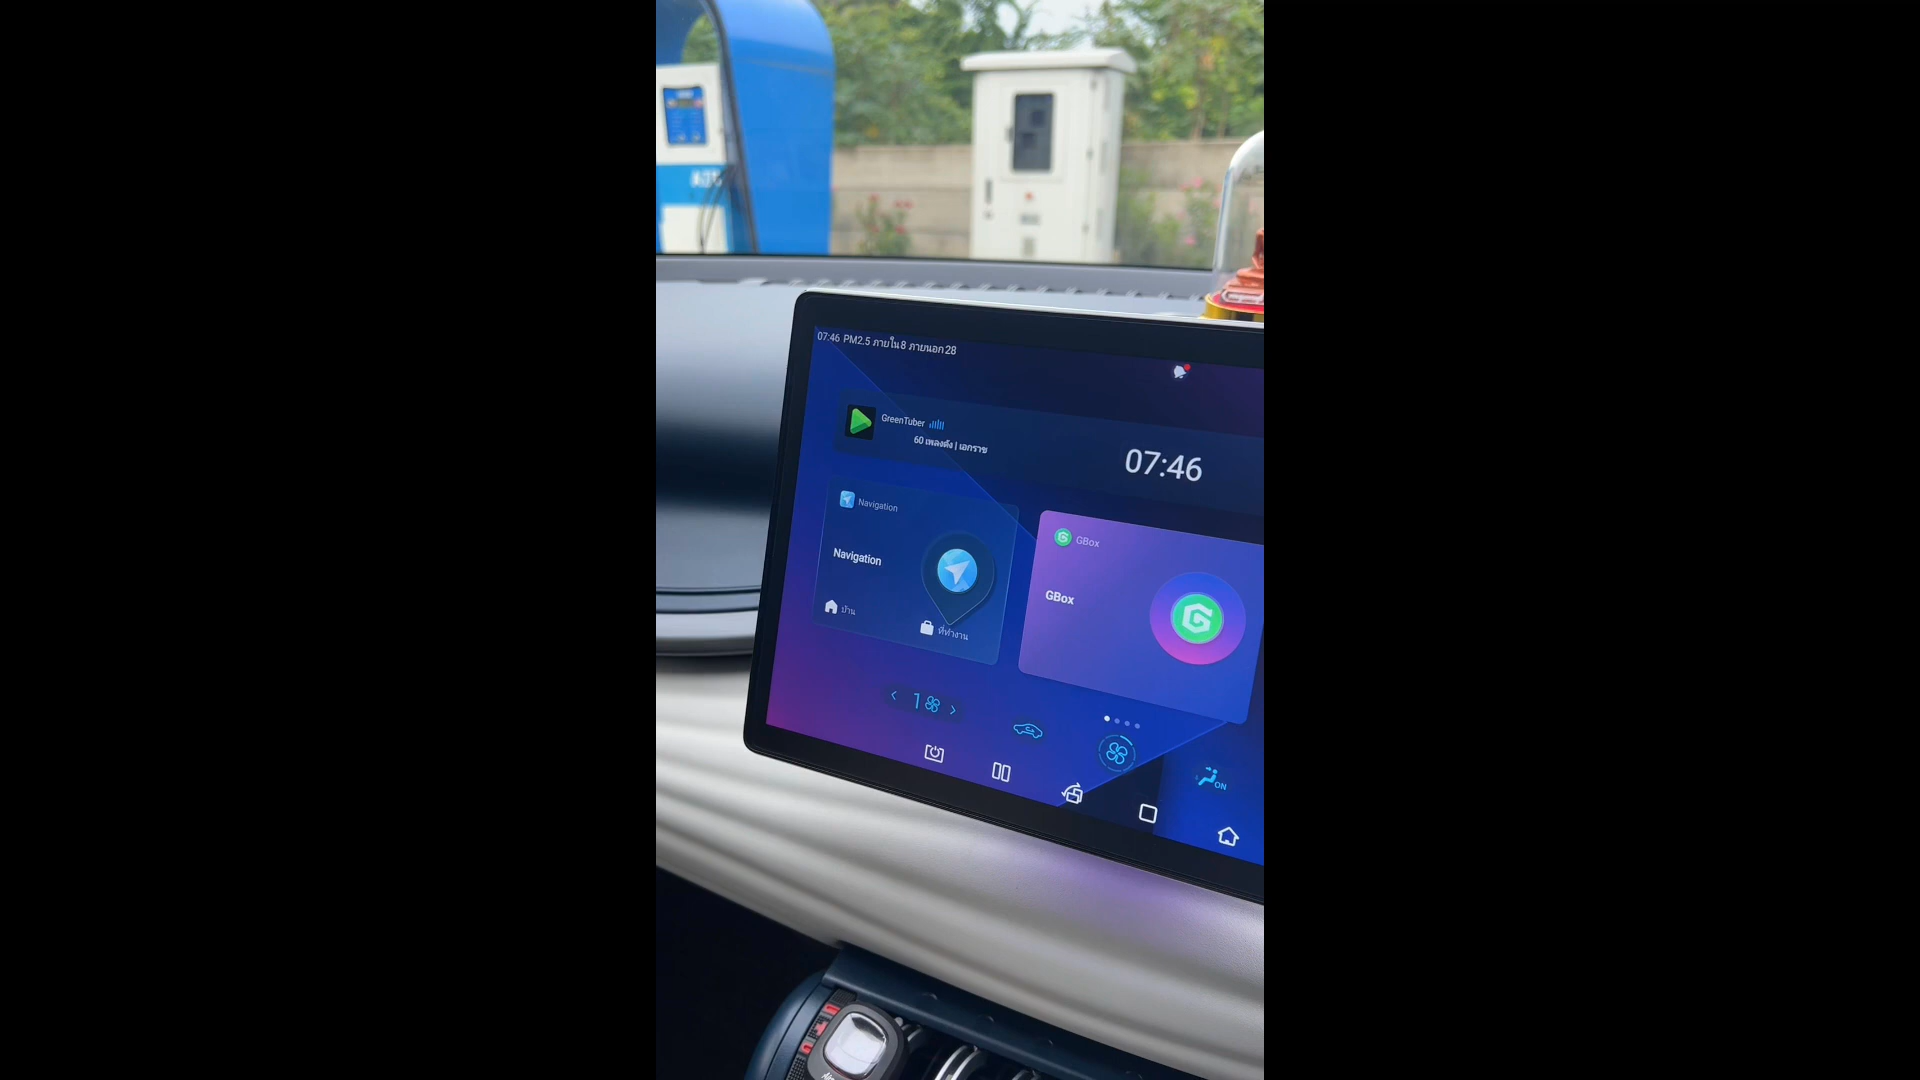 07:46 PM2.5 ภายใน 8 ภายนอก 28
GreenTuber
60 เพลงดัง | เอกราช
07:46
Navigation
Navigation
บ้าน
ที่ทำงาน
GBox
GBox
1
ON